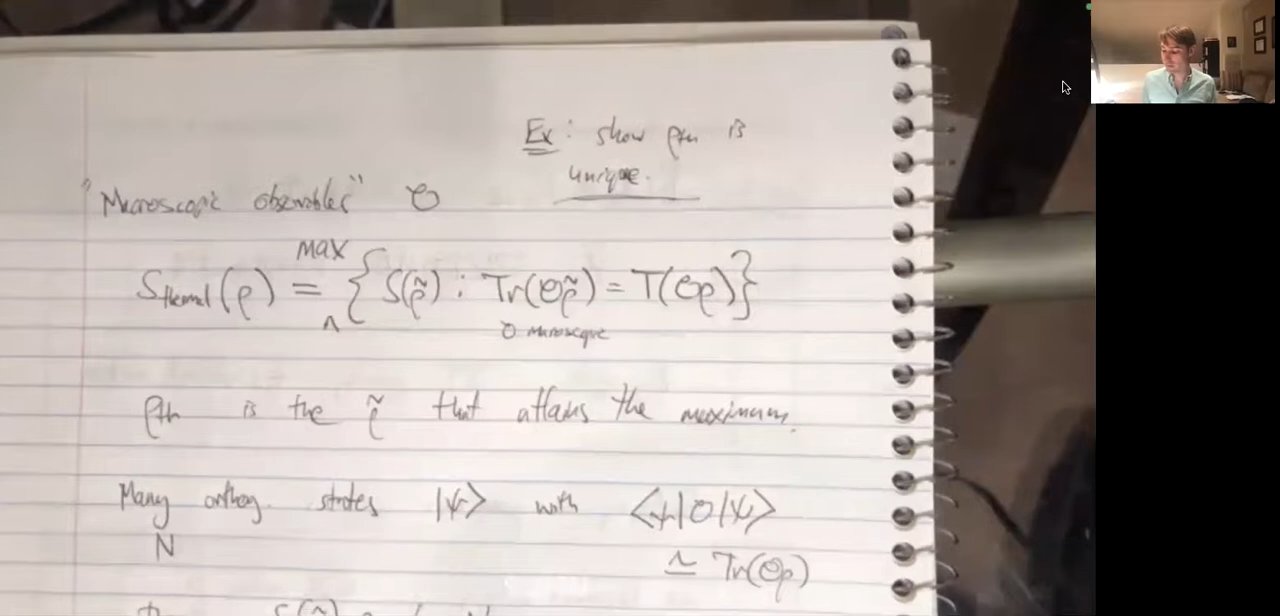 Ex: show ρth is
unique.
"Macroscopic observables" O
S_thermal(ρ) = max { S(ρ̃) : Tr(Oρ̃) = T(Oρ) }
O macroscopic
ρth is the ρ̃ that attains the maximum.
Many orthog. states |ψ> with <ψ|O|ψ>
N ≃ Tr(Oρ)